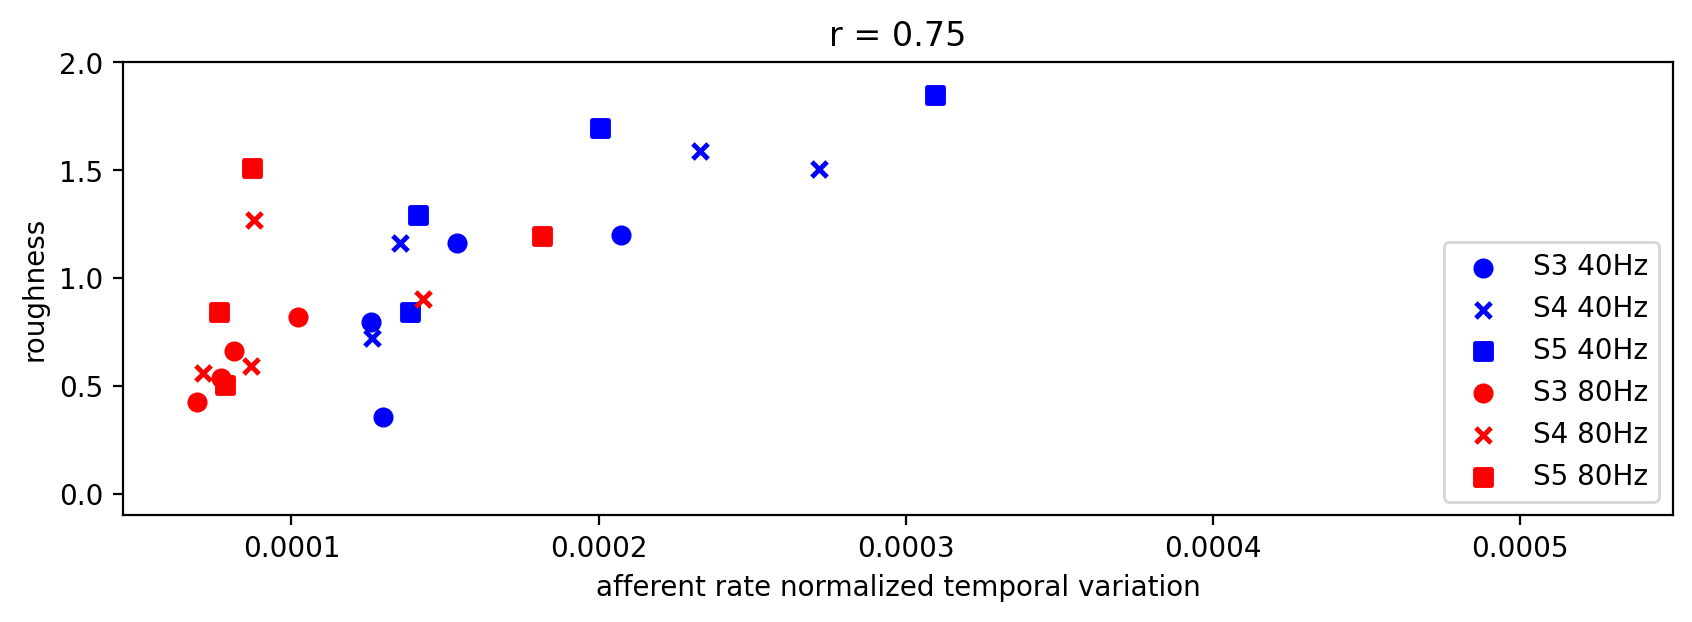 r = 0.75
2.0
1.5
1.0
0.5
0.0
roughness
S3 40Hz
S4 40Hz
S5 40Hz
S3 80Hz
S4 80Hz
S5 80Hz
0.0001 0.0002 0.0003 0.0004 0.0005
afferent rate normalized temporal variation